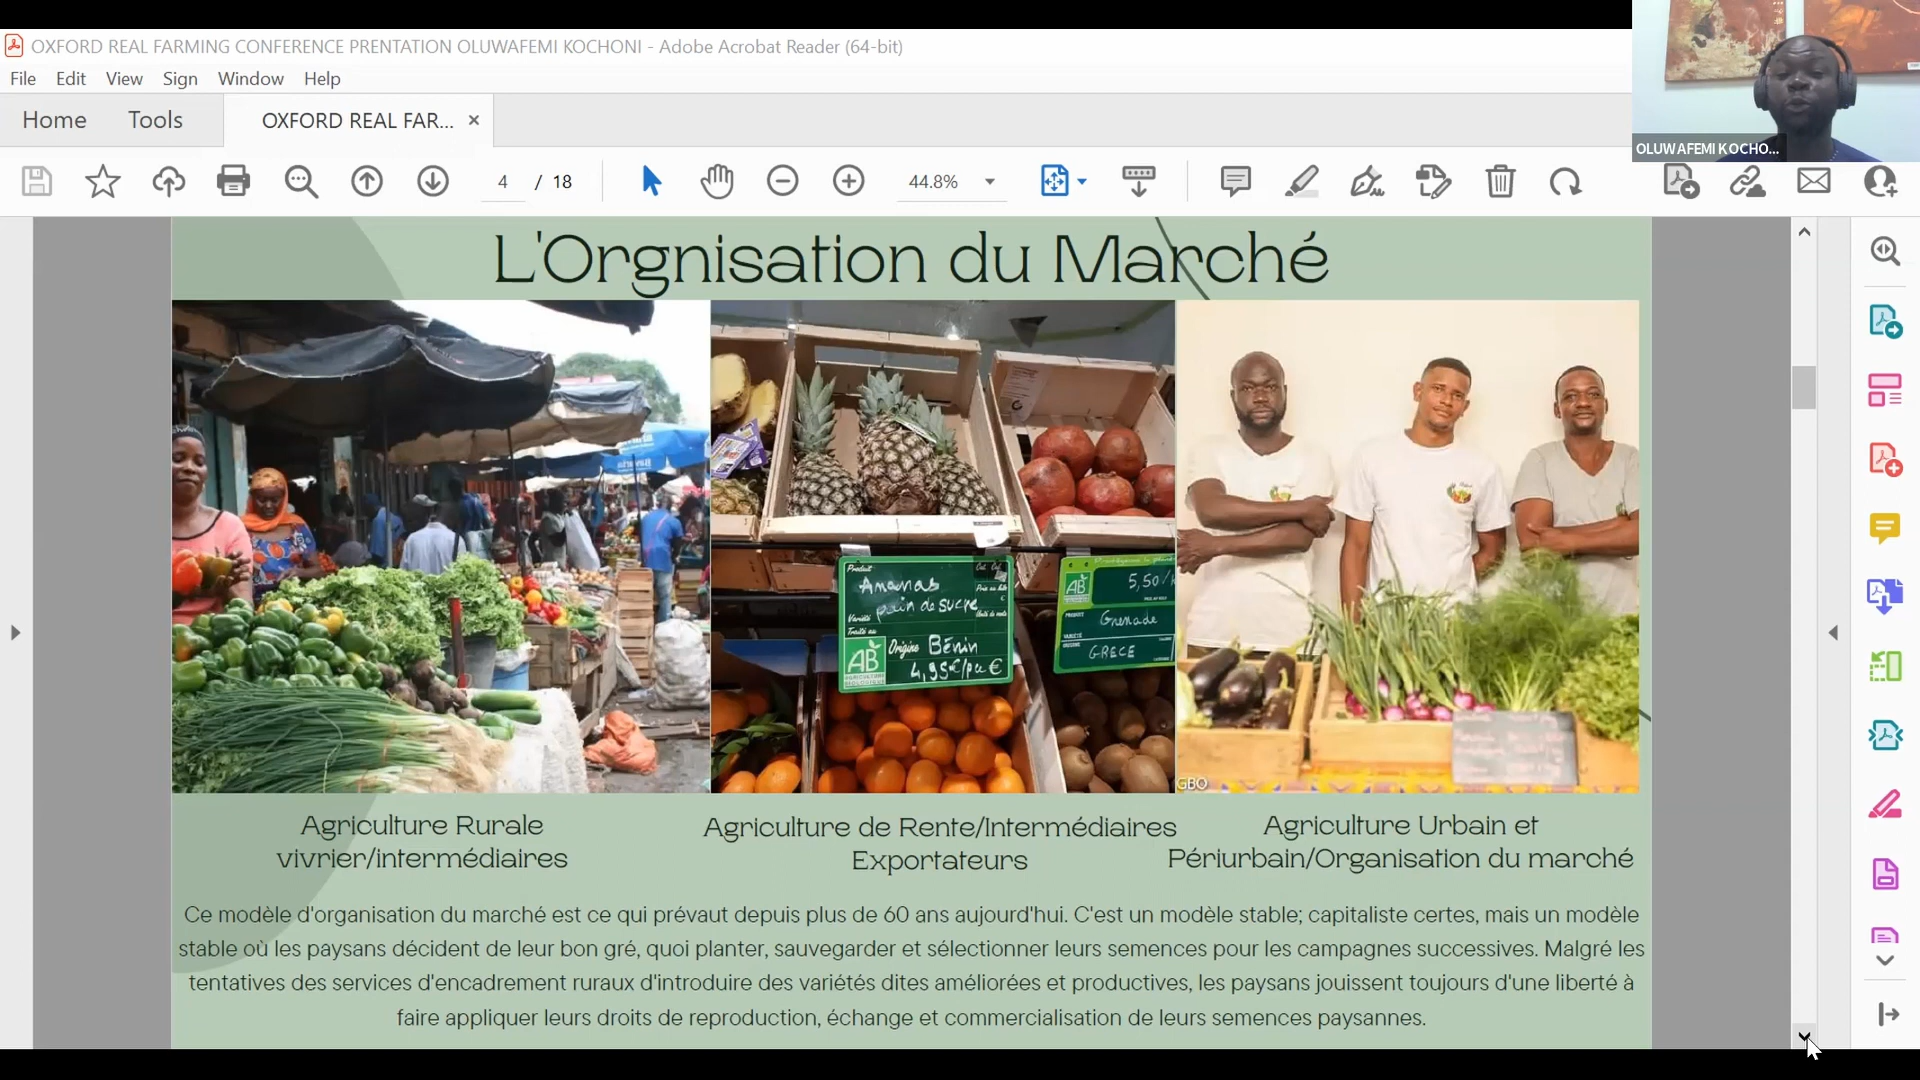 OXFORD REAL FARMING CONFERENCE PRENTATION OLUWAFEMI KOCHONI - Adobe Acrobat Reader (64-bit)
File Edit View Sign Window Help
Home Tools OXFORD REAL FAR... ×
4 / 18 44.8%
OLUWAFEMI KOCHO...
L'Orgnisation du Marché
Produit
Ananas
pain de sucre
Variété
Origine Bénin
AB
4,95€/pce €
AB
5,50/k
Grenade
GRECE
GBO
Agriculture Rurale
vivrier/intermédiaires
Agriculture de Rente/Intermédiaires
Exportateurs
Agriculture Urbain et
Périurbain/Organisation du marché
Ce modèle d'organisation du marché est ce qui prévaut depuis plus de 60 ans aujourd'hui. C'est un modèle stable; capitaliste certes, mais un modèle
stable où les paysans décident de leur bon gré, quoi planter, sauvegarder et sélectionner leurs semences pour les campagnes successives. Malgré les
tentatives des services d'encadrement ruraux d'introduire des variétés dites améliorées et productives, les paysans jouissent toujours d'une liberté à
faire appliquer leurs droits de reproduction, échange et commercialisation de leurs semences paysannes.